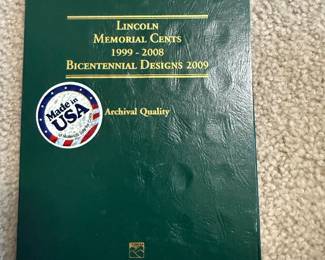 LINCOLN
MEMORIAL CENTS
1999 - 2008
BICENTENNIAL DESIGNS 2009
Made in
USA
Archival Quality